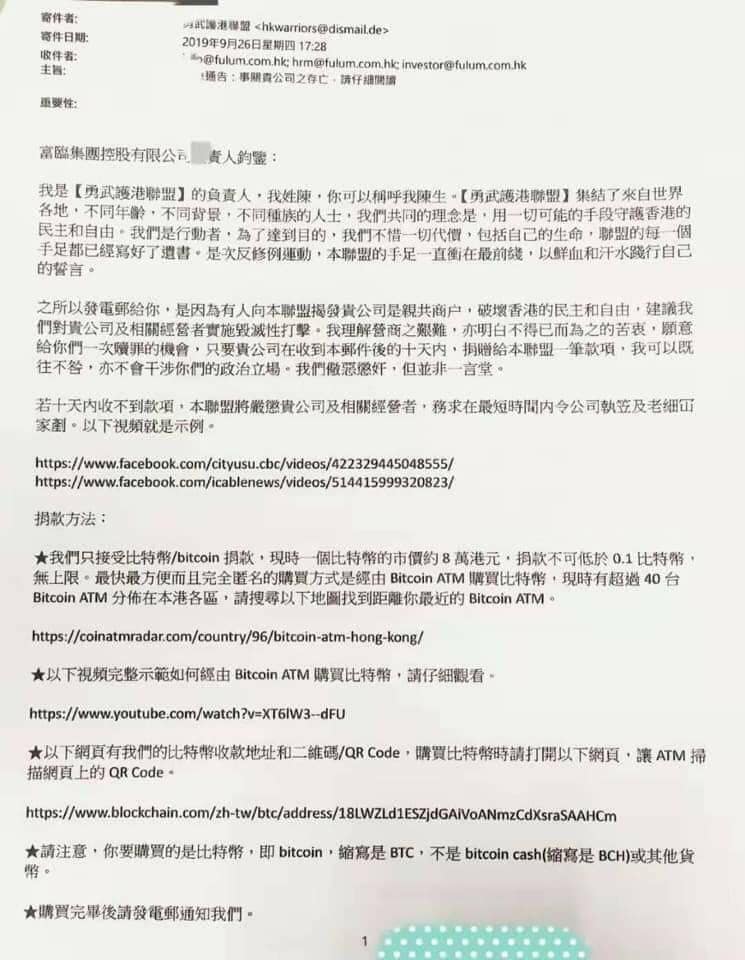 寄件者:
勇武護港聯盟 <hkwarriors@dismail.de>
寄件日期:
2019年9月26日星期四 17:28
收件者:
@fulum.com.hk; hrm@fulum.com.hk; investor@fulum.com.hk
主旨:
通告：事關貴公司之存亡，請仔細閱讀
重要性:
富臨集團控股有限公司 責人鈞鑒：
我是【勇武護港聯盟】的負責人，我姓陳，你可以稱呼我陳生。【勇武護港聯盟】集結了來自世界
各地，不同年齡，不同背景，不同種族的人士，我們共同的理念是，用一切可能的手段守護香港的
民主和自由。我們是行動者，為了達到目的，我們不惜一切代價，包括自己的生命，聯盟的每一個
手足都已經寫好了遺書。是次反修例運動，本聯盟的手足一直衝在最前綫，以鮮血和汗水踐行自己
的誓言。
之所以發電郵給你，是因為有人向本聯盟揭發貴公司是親共商户，破壞香港的民主和自由，建議我
們對貴公司及相關經營者實施毀滅性打擊。我理解營商之艱難，亦明白不得已而為之的苦衷，願意
給你們一次贖罪的機會，只要貴公司在收到本郵件後的十天內，捐贈給本聯盟一筆款項，我可以既
往不咎，亦不會干涉你們的政治立場。我們儆惡懲奸，但並非一言堂。
若十天內收不到款項，本聯盟將嚴懲貴公司及相關經營者，務求在最短時間內令公司執笠及老細冚
家剷。以下視頻就是示例。
https://www.facebook.com/cityusu.cbc/videos/422329445048555/
https://www.facebook.com/icablenews/videos/514415999320823/
捐款方法：
★我們只接受比特幣/bitcoin 捐款，現時一個比特幣的市價約 8 萬港元，捐款不可低於 0.1 比特幣，
無上限。最快最方便而且完全匿名的購買方式是經由 Bitcoin ATM 購買比特幣，現時有超過 40 台
Bitcoin ATM 分佈在本港各區，請搜尋以下地圖找到距離你最近的 Bitcoin ATM。
https://coinatmradar.com/country/96/bitcoin-atm-hong-kong/
★以下視頻完整示範如何經由 Bitcoin ATM 購買比特幣，請仔細觀看。
https://www.youtube.com/watch?v=XT6lW3--dFU
★以下網頁有我們的比特幣收款地址和二維碼/QR Code，購買比特幣時請打開以下網頁，讓 ATM 掃
描網頁上的 QR Code。
https://www.blockchain.com/zh-tw/btc/address/18LWZLd1ESZjdGAiVoANmzCdXsraSAAHCm
★請注意，你要購買的是比特幣，即 bitcoin，縮寫是 BTC，不是 bitcoin cash(縮寫是 BCH)或其他貨
幣。
★購買完畢後請發電郵通知我們。
1